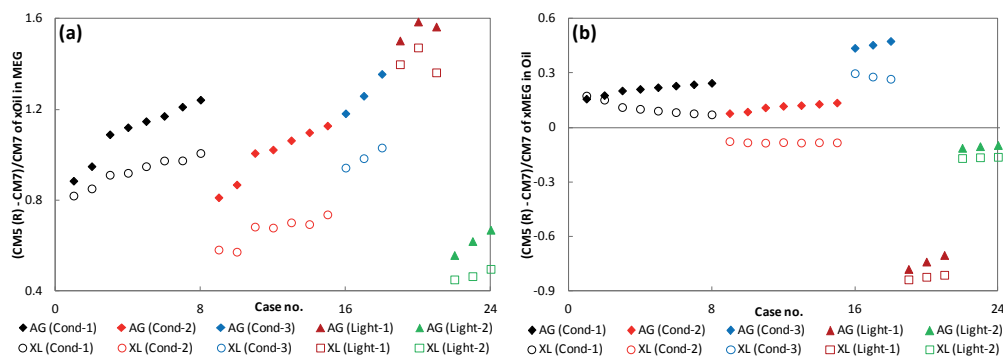 (a)
(CM5 (R) - CM7)/CM7 of xOil in MEG
1.6
1.2
0.8
0.4
0
8
16
24
Case no.
AG (Cond-1)
AG (Cond-2)
AG (Cond-3)
AG (Light-1)
AG (Light-2)
XL (Cond-1)
XL (Cond-2)
XL (Cond-3)
XL (Light-1)
XL (Light-2)
(b)
(CM5 (R) - CM7)/CM7 of xMEG in Oil
0.6
0.3
0
-0.3
-0.6
-0.9
0
8
16
24
Case no.
AG (Cond-1)
AG (Cond-2)
AG (Cond-3)
AG (Light-1)
AG (Light-2)
XL (Cond-1)
XL (Cond-2)
XL (Cond-3)
XL (Light-1)
XL (Light-2)